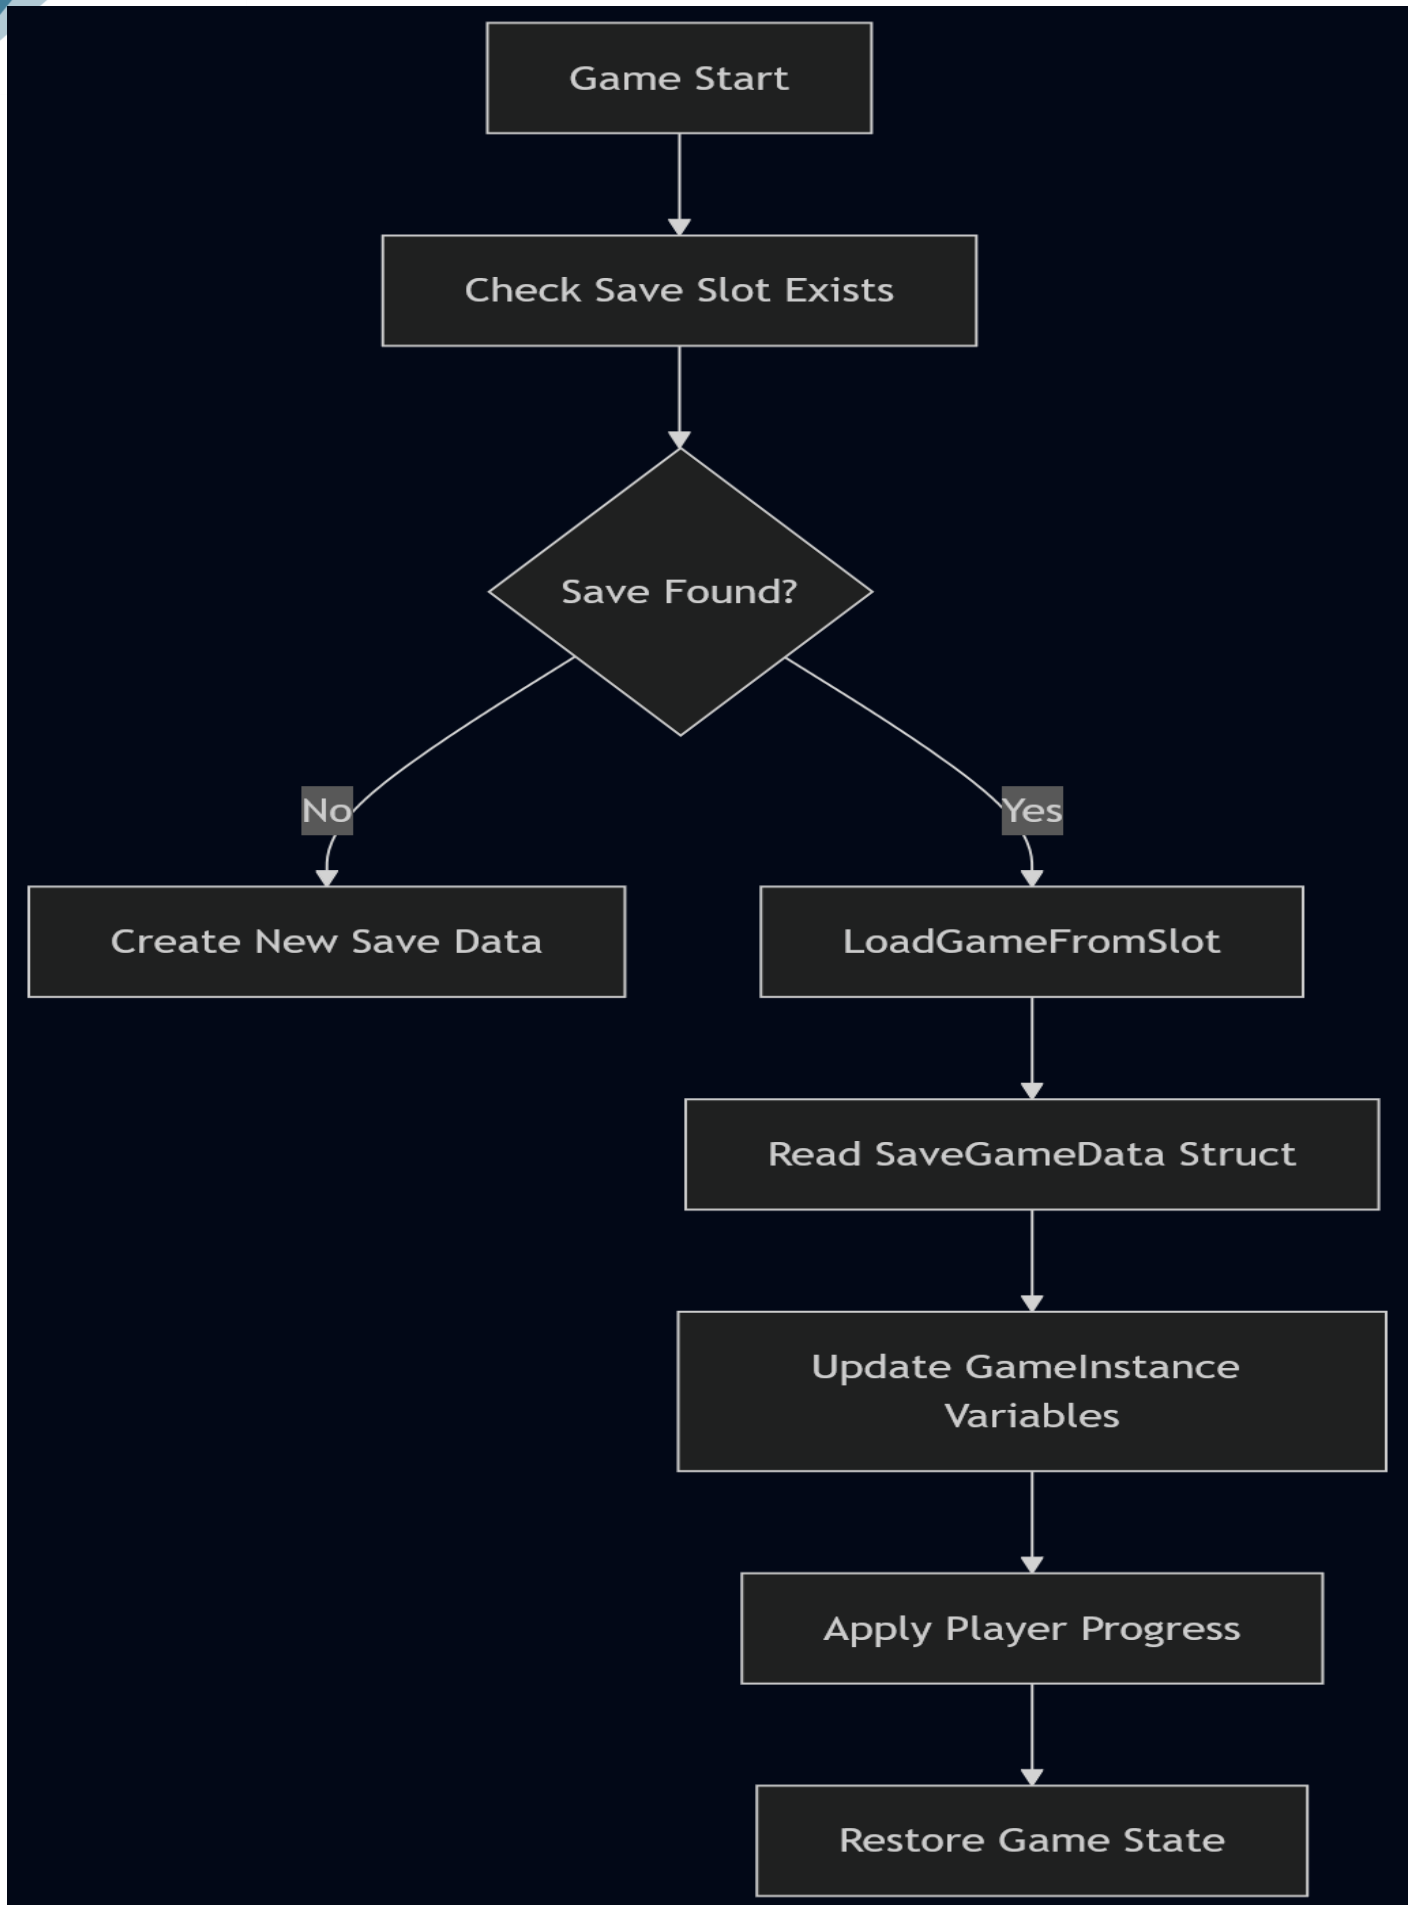 Game Start
Check Save Slot Exists
Save Found?
No
Yes
Create New Save Data
LoadGameFromSlot
Read SaveGameData Struct
Update GameInstance
Variables
Apply Player Progress
Restore Game State